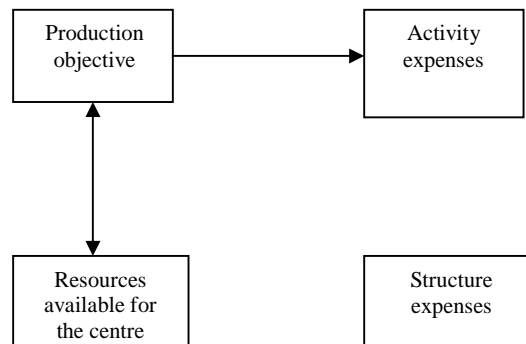 Production
objective
Activity
expenses
Resources
available for
the centre
Structure
expenses